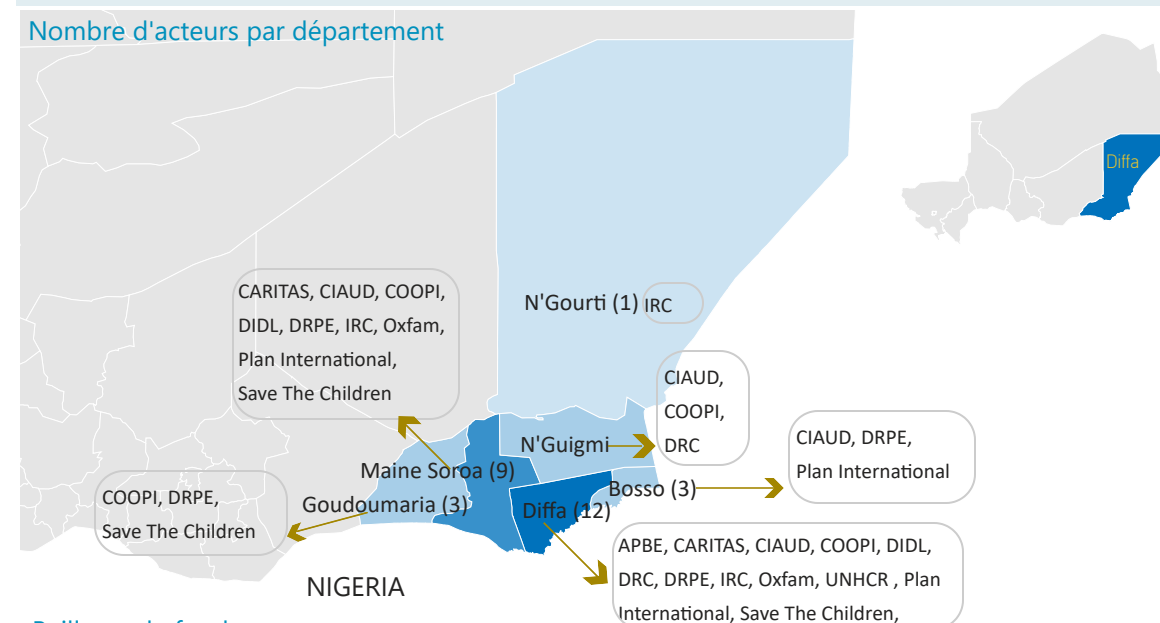 Nombre d'acteurs par département
Diffa
CARITAS, CIAUD, COOPI,
DIDL, DRPE, IRC, Oxfam,
Plan International,
Save The Children
N'Gourti (1)
IRC
CIAUD,
COOPI,
DRC
N'Guigmi
CIAUD, DRPE,
Plan International
Maine Soroa (9)
Bosso (3)
COOPI, DRPE,
Save The Children
Goudoumaria (3)
Diffa (12)
APBE, CARITAS, CIAUD, COOPI, DIDL,
DRC, DRPE, IRC, Oxfam, UNHCR , Plan
International, Save The Children,
NIGERIA